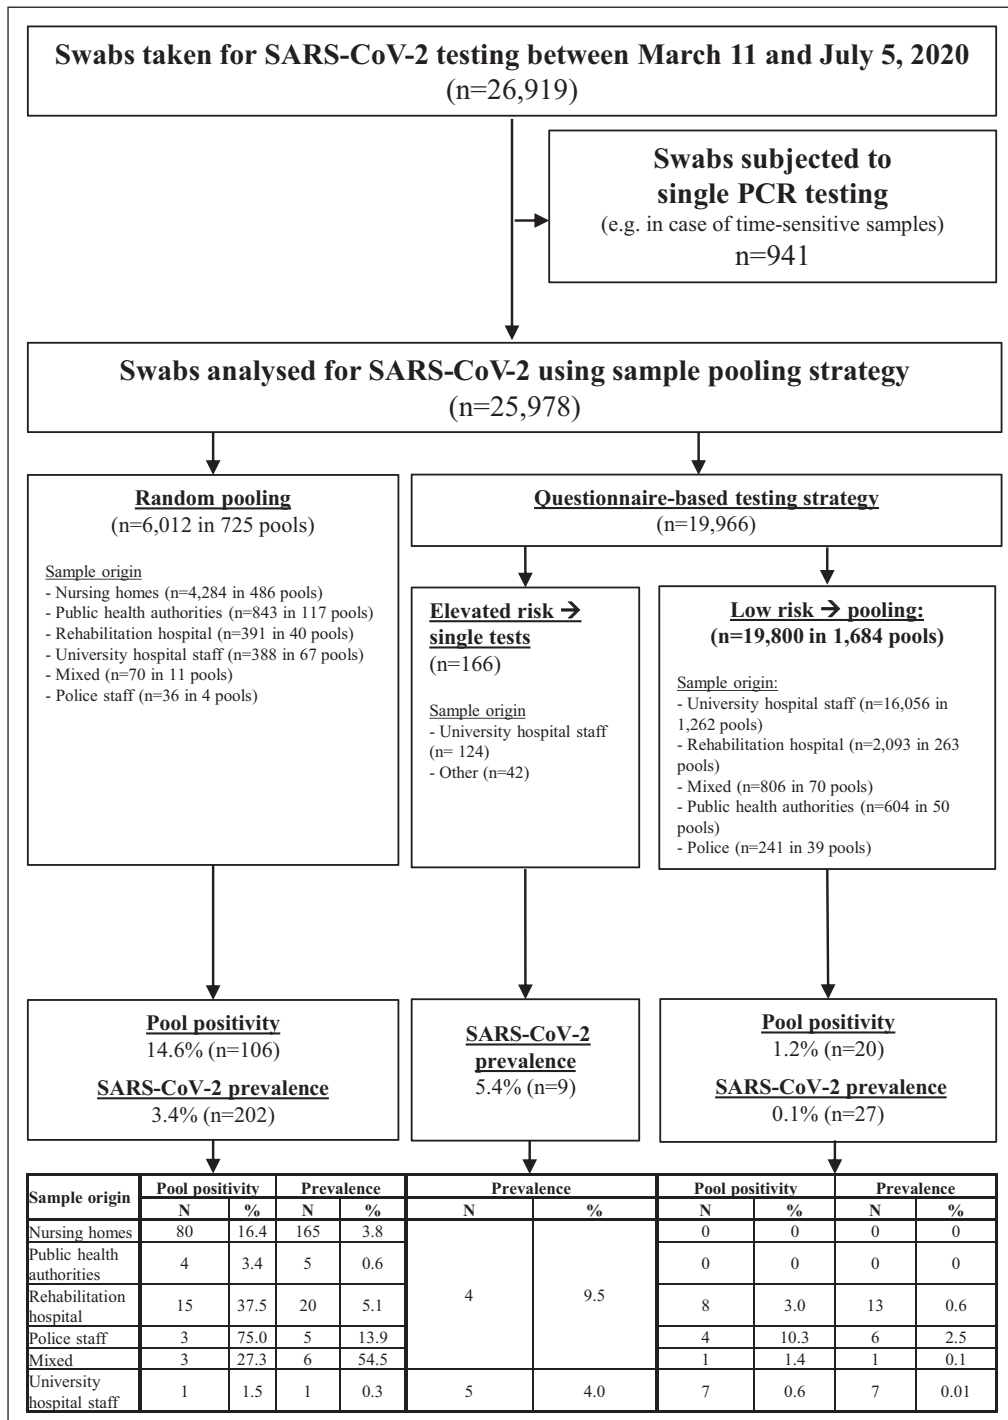 Swabs taken for SARS-CoV-2 testing between March 11 and July 5, 2020
(n=26,919)
Swabs subjected to
single PCR testing
(e.g. in case of time-sensitive samples)
n=941
Swabs analysed for SARS-CoV-2 using sample pooling strategy
(n=25,978)
Random pooling
(n=6,012 in 725 pools)
Sample origin
- Nursing homes (n=4,284 in 486 pools)
- Public health authorities (n=843 in 117 pools)
- Rehabilitation hospital (n=391 in 40 pools)
- University hospital staff (n=388 in 67 pools)
- Mixed (n=70 in 11 pools)
- Police staff (n=36 in 4 pools)
Questionnaire-based testing strategy
(n=19,966)
Elevated risk →
single tests
(n=166)
Sample origin
- University hospital staff
(n= 124)
- Other (n=42)
Low risk → pooling:
(n=19,800 in 1,684 pools)
Sample origin:
- University hospital staff (n=16,056 in
1,262 pools)
- Rehabilitation hospital (n=2,093 in 263
pools)
- Mixed (n=806 in 70 pools)
- Public health authorities (n=604 in 50
pools)
- Police (n=241 in 39 pools)
Pool positivity
14.6% (n=106)
SARS-CoV-2 prevalence
3.4% (n=202)
SARS-CoV-2
prevalence
5.4% (n=9)
Pool positivity
1.2% (n=20)
SARS-CoV-2 prevalence
0.1% (n=27)
Sample origin Pool positivity Prevalence Prevalence Pool positivity Prevalence
N % N % N % N % N %
Nursing homes 80 16.4 165 3.8 0 0 0 0
Public health
authorities 4 3.4 5 0.6 0 0 0 0
Rehabilitation
hospital 15 37.5 20 5.1 4 9.5 8 3.0 13 0.6
Police staff 3 75.0 5 13.9 4 10.3 6 2.5
Mixed 3 27.3 6 54.5 1 1.4 1 0.1
University
hospital staff 1 1.5 1 0.3 5 4.0 7 0.6 7 0.01